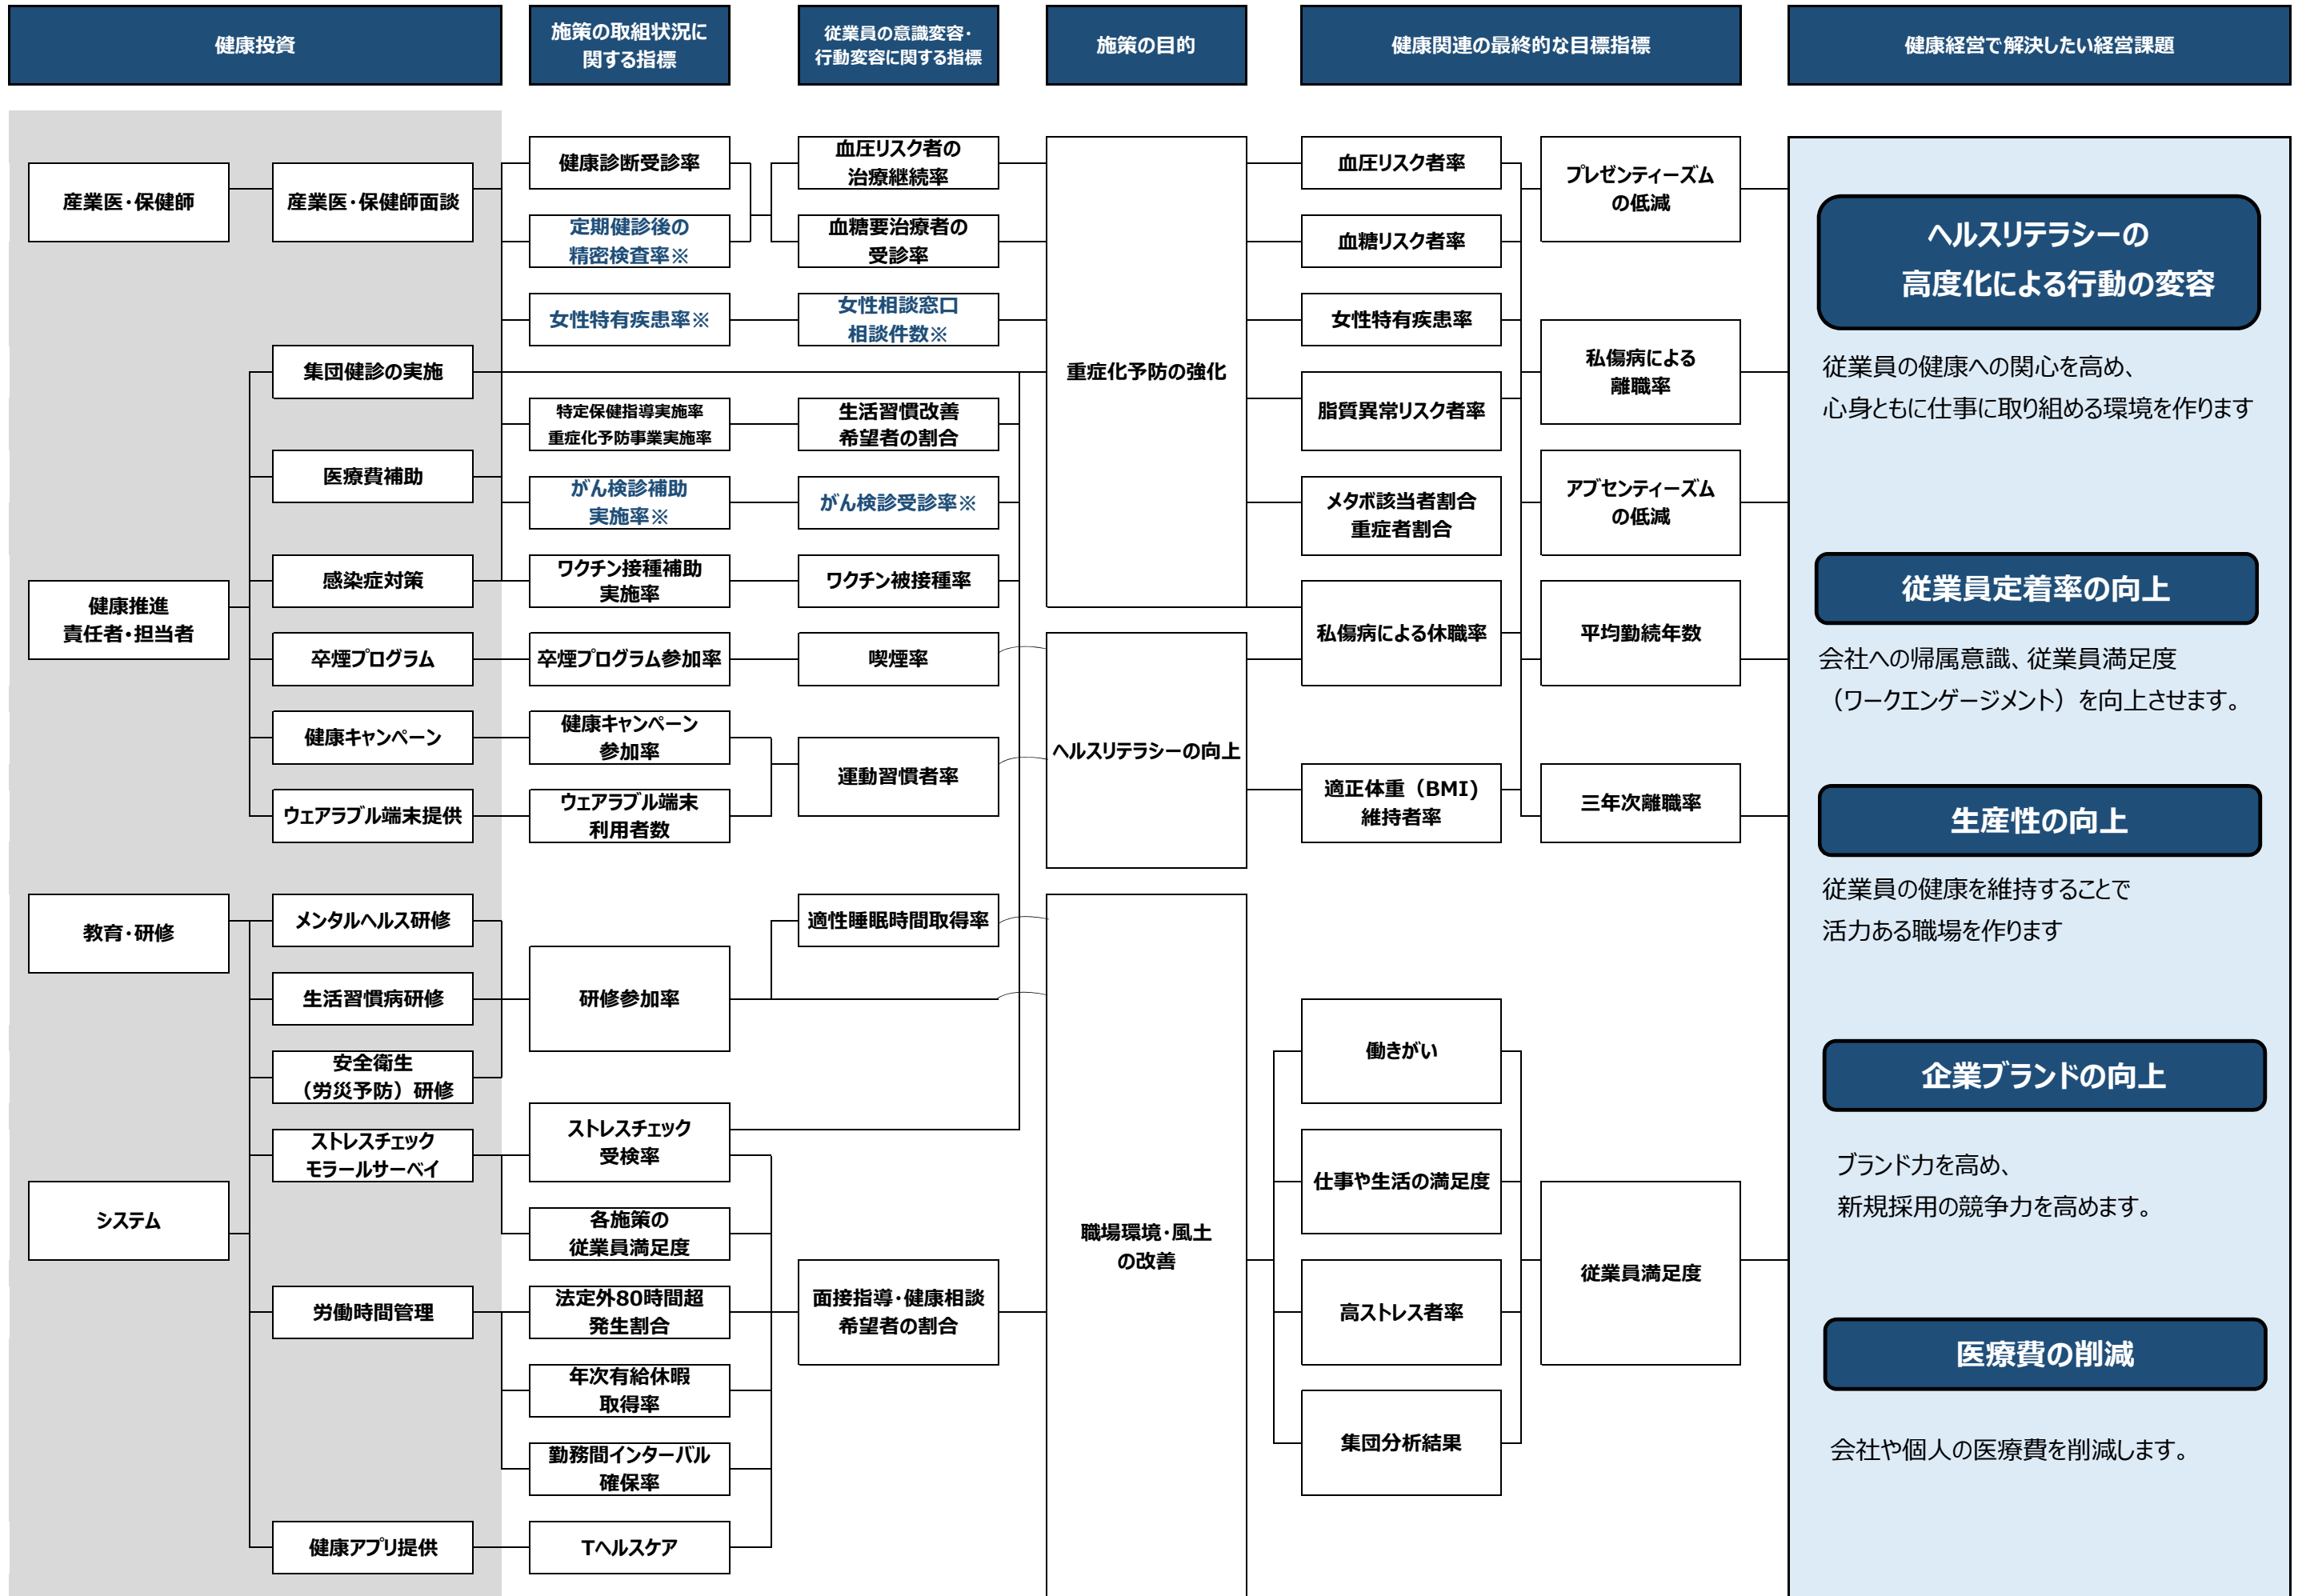 健康投資
施策の取組状況に
関する指標
従業員の意識変容・
行動変容に関する指標
施策の目的
健康関連の最終的な目標指標
健康経営で解決したい経営課題
産業医・保健師
産業医・保健師面談
集団健診の実施
医療費補助
健康推進
責任者・担当者
感染症対策
卒煙プログラム
健康キャンペーン
ウェアラブル端末提供
教育・研修
メンタルヘルス研修
生活習慣病研修
安全衛生
（労災予防）研修
システム
ストレスチェック
モラールサーベイ
労働時間管理
健康アプリ提供
健康診断受診率
定期健診後の
精密検査率※
女性特有疾患率※
特定保健指導実施率
重症化予防事業実施率
がん検診補助
実施率※
ワクチン接種補助
実施率
卒煙プログラム参加率
健康キャンペーン
参加率
ウェアラブル端末
利用者数
研修参加率
ストレスチェック
受検率
各施策の
従業員満足度
法定外80時間超
発生割合
年次有給休暇
取得率
勤務間インターバル
確保率
Tヘルスケア
血圧リスク者の
治療継続率
血糖要治療者の
受診率
女性相談窓口
相談件数※
生活習慣改善
希望者の割合
がん検診受診率※
ワクチン被接種率
喫煙率
運動習慣者率
適性睡眠時間取得率
面接指導・健康相談
希望者の割合
重症化予防の強化
ヘルスリテラシーの向上
職場環境・風土
の改善
血圧リスク者率
血糖リスク者率
女性特有疾患率
脂質異常リスク者率
メタボ該当者割合
重症者割合
私傷病による休職率
適正体重（BMI)
維持者率
働きがい
仕事や生活の満足度
高ストレス者率
集団分析結果
プレゼンティーズム
の低減
私傷病による
離職率
アブセンティーズム
の低減
平均勤続年数
三年次離職率
従業員満足度
ヘルスリテラシーの
高度化による行動の変容
従業員の健康への関心を高め、
心身ともに仕事に取り組める環境を作ります
従業員定着率の向上
会社への帰属意識、従業員満足度
（ワークエンゲージメント）を向上させます。
生産性の向上
従業員の健康を維持することで
活力ある職場を作ります
企業ブランドの向上
ブランド力を高め、
新規採用の競争力を高めます。
医療費の削減
会社や個人の医療費を削減します。